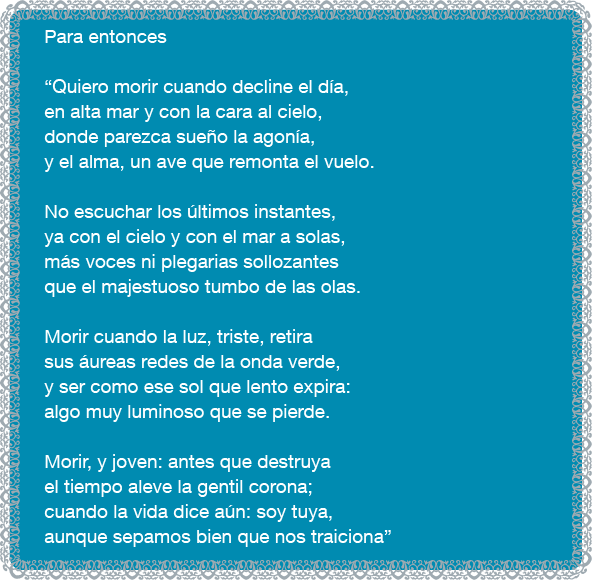 Para entonces
“Quiero morir cuando decline el día,
en alta mar y con la cara al cielo,
donde parezca sueño la agonía,
y el alma, un ave que remonta el vuelo.
No escuchar los últimos instantes,
ya con el cielo y con el mar a solas,
más voces ni plegarias sollozantes
que el majestuoso tumbo de las olas.
Morir cuando la luz, triste, retira
sus áureas redes de la onda verde,
y ser como ese sol que lento expira:
algo muy luminoso que se pierde.
Morir, y joven: antes que destruya
el tiempo aleve la gentil corona;
cuando la vida dice aún: soy tuya,
aunque sepamos bien que nos traiciona”